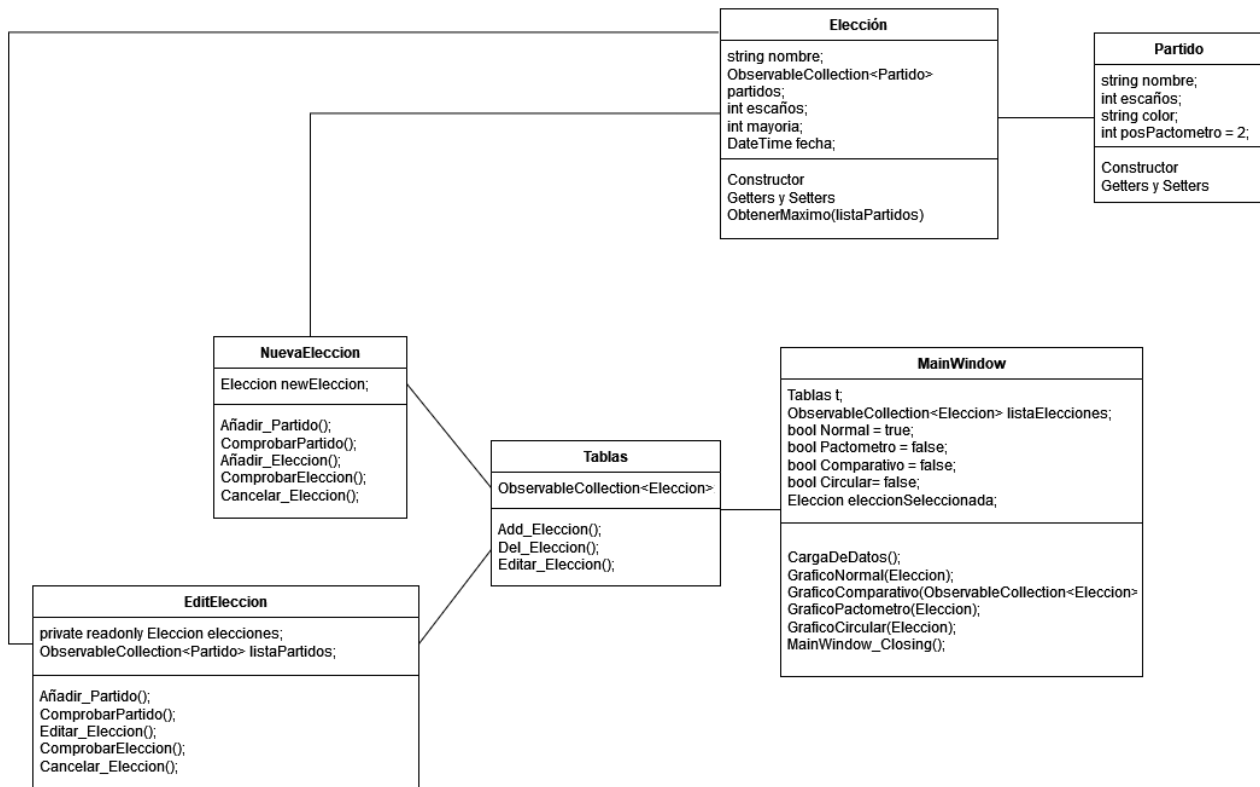 Elección
string nombre;
ObservableCollection<Partido>
partidos;
int escaños;
int mayoria;
DateTime fecha;
Constructor
Getters y Setters
ObtenerMaximo(listaPartidos)
Partido
string nombre;
int escaños;
string color;
int posPactometro = 2;
Constructor
Getters y Setters
NuevaEleccion
Eleccion newEleccion;
Añadir_Partido();
ComprobarPartido();
Añadir_Eleccion();
ComprobarEleccion();
Cancelar_Eleccion();
Tablas
ObservableCollection<Eleccion>
Add_Eleccion();
Del_Eleccion();
Editar_Eleccion();
MainWindow
Tablas t;
ObservableCollection<Eleccion> listaElecciones;
bool Normal = true;
bool Pactometro = false;
bool Comparativo = false;
bool Circular= false;
Eleccion eleccionSeleccionada;
CargaDeDatos();
GraficoNormal(Eleccion);
GraficoComparativo(ObservableCollection<Eleccion>
GraficoPactometro(Eleccion);
GraficoCircular(Eleccion);
MainWindow_Closing();
EditEleccion
private readonly Eleccion elecciones;
ObservableCollection<Partido> listaPartidos;
Añadir_Partido();
ComprobarPartido();
Editar_Eleccion();
ComprobarEleccion();
Cancelar_Eleccion();